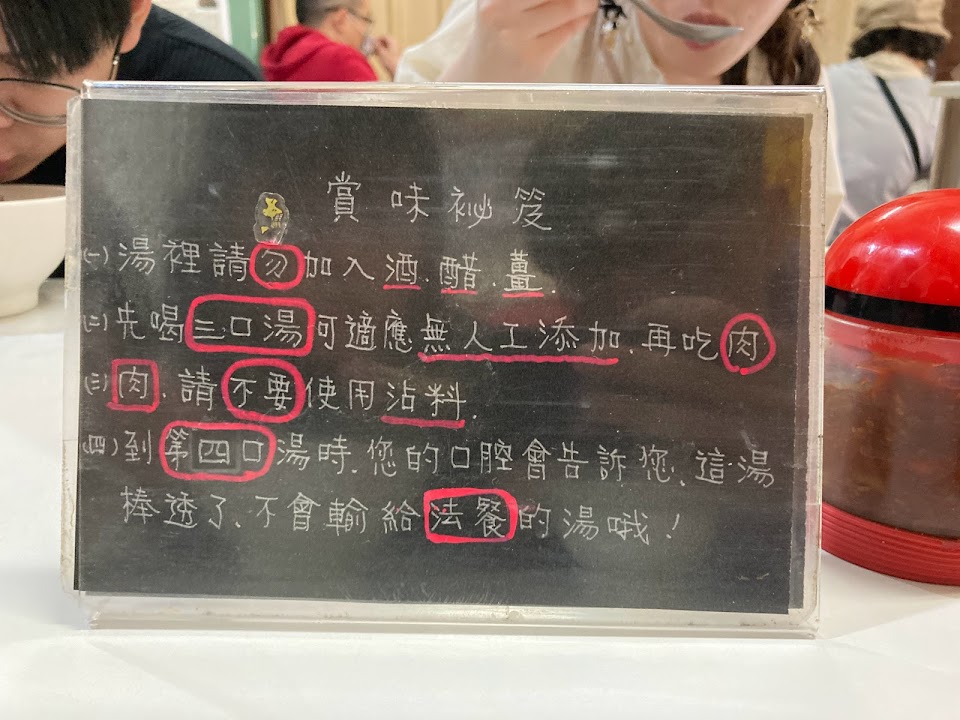 賞味祕笈
(一)湯裡請勿加入酒.醋.薑.
(二)先喝三口湯可適應無人工添加.再吃肉
(三)肉.請不要使用沾料.
(四)到第四口湯時.您的口腔會告訴您、這湯
棒透了、不會輸給法餐的湯哦！